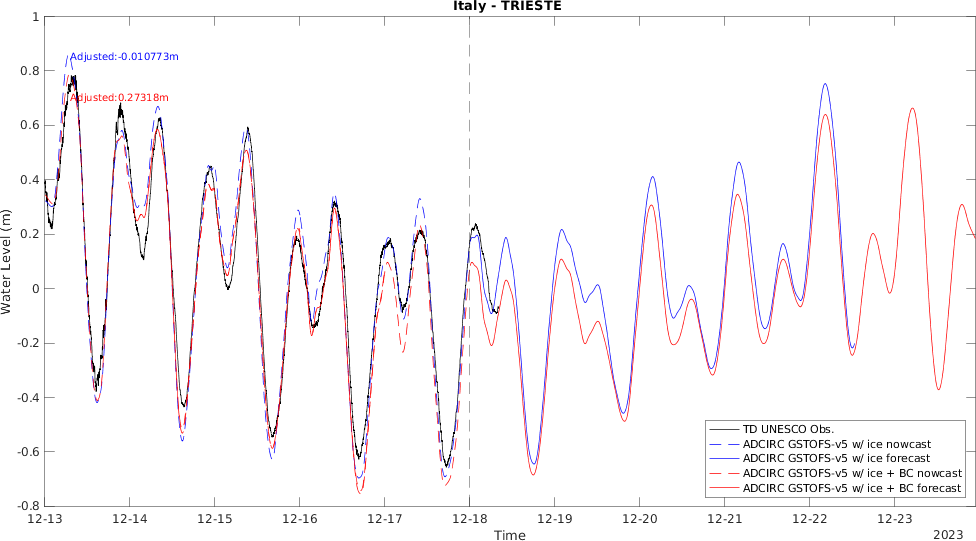 Italy - TRIESTE
1
0.8
0.6
0.4
0.2
0
-0.2
-0.4
-0.6
-0.8
Water Level (m)
Adjusted:-0.010773m
Adjusted:0.27318m
TD UNESCO Obs.
ADCIRC GSTOFS-v5 w/ ice nowcast
ADCIRC GSTOFS-v5 w/ ice forecast
ADCIRC GSTOFS-v5 w/ ice + BC nowcast
ADCIRC GSTOFS-v5 w/ ice + BC forecast
12-13 12-14 12-15 12-16 12-17 12-18 12-19 12-20 12-21 12-22 12-23
Time
2023